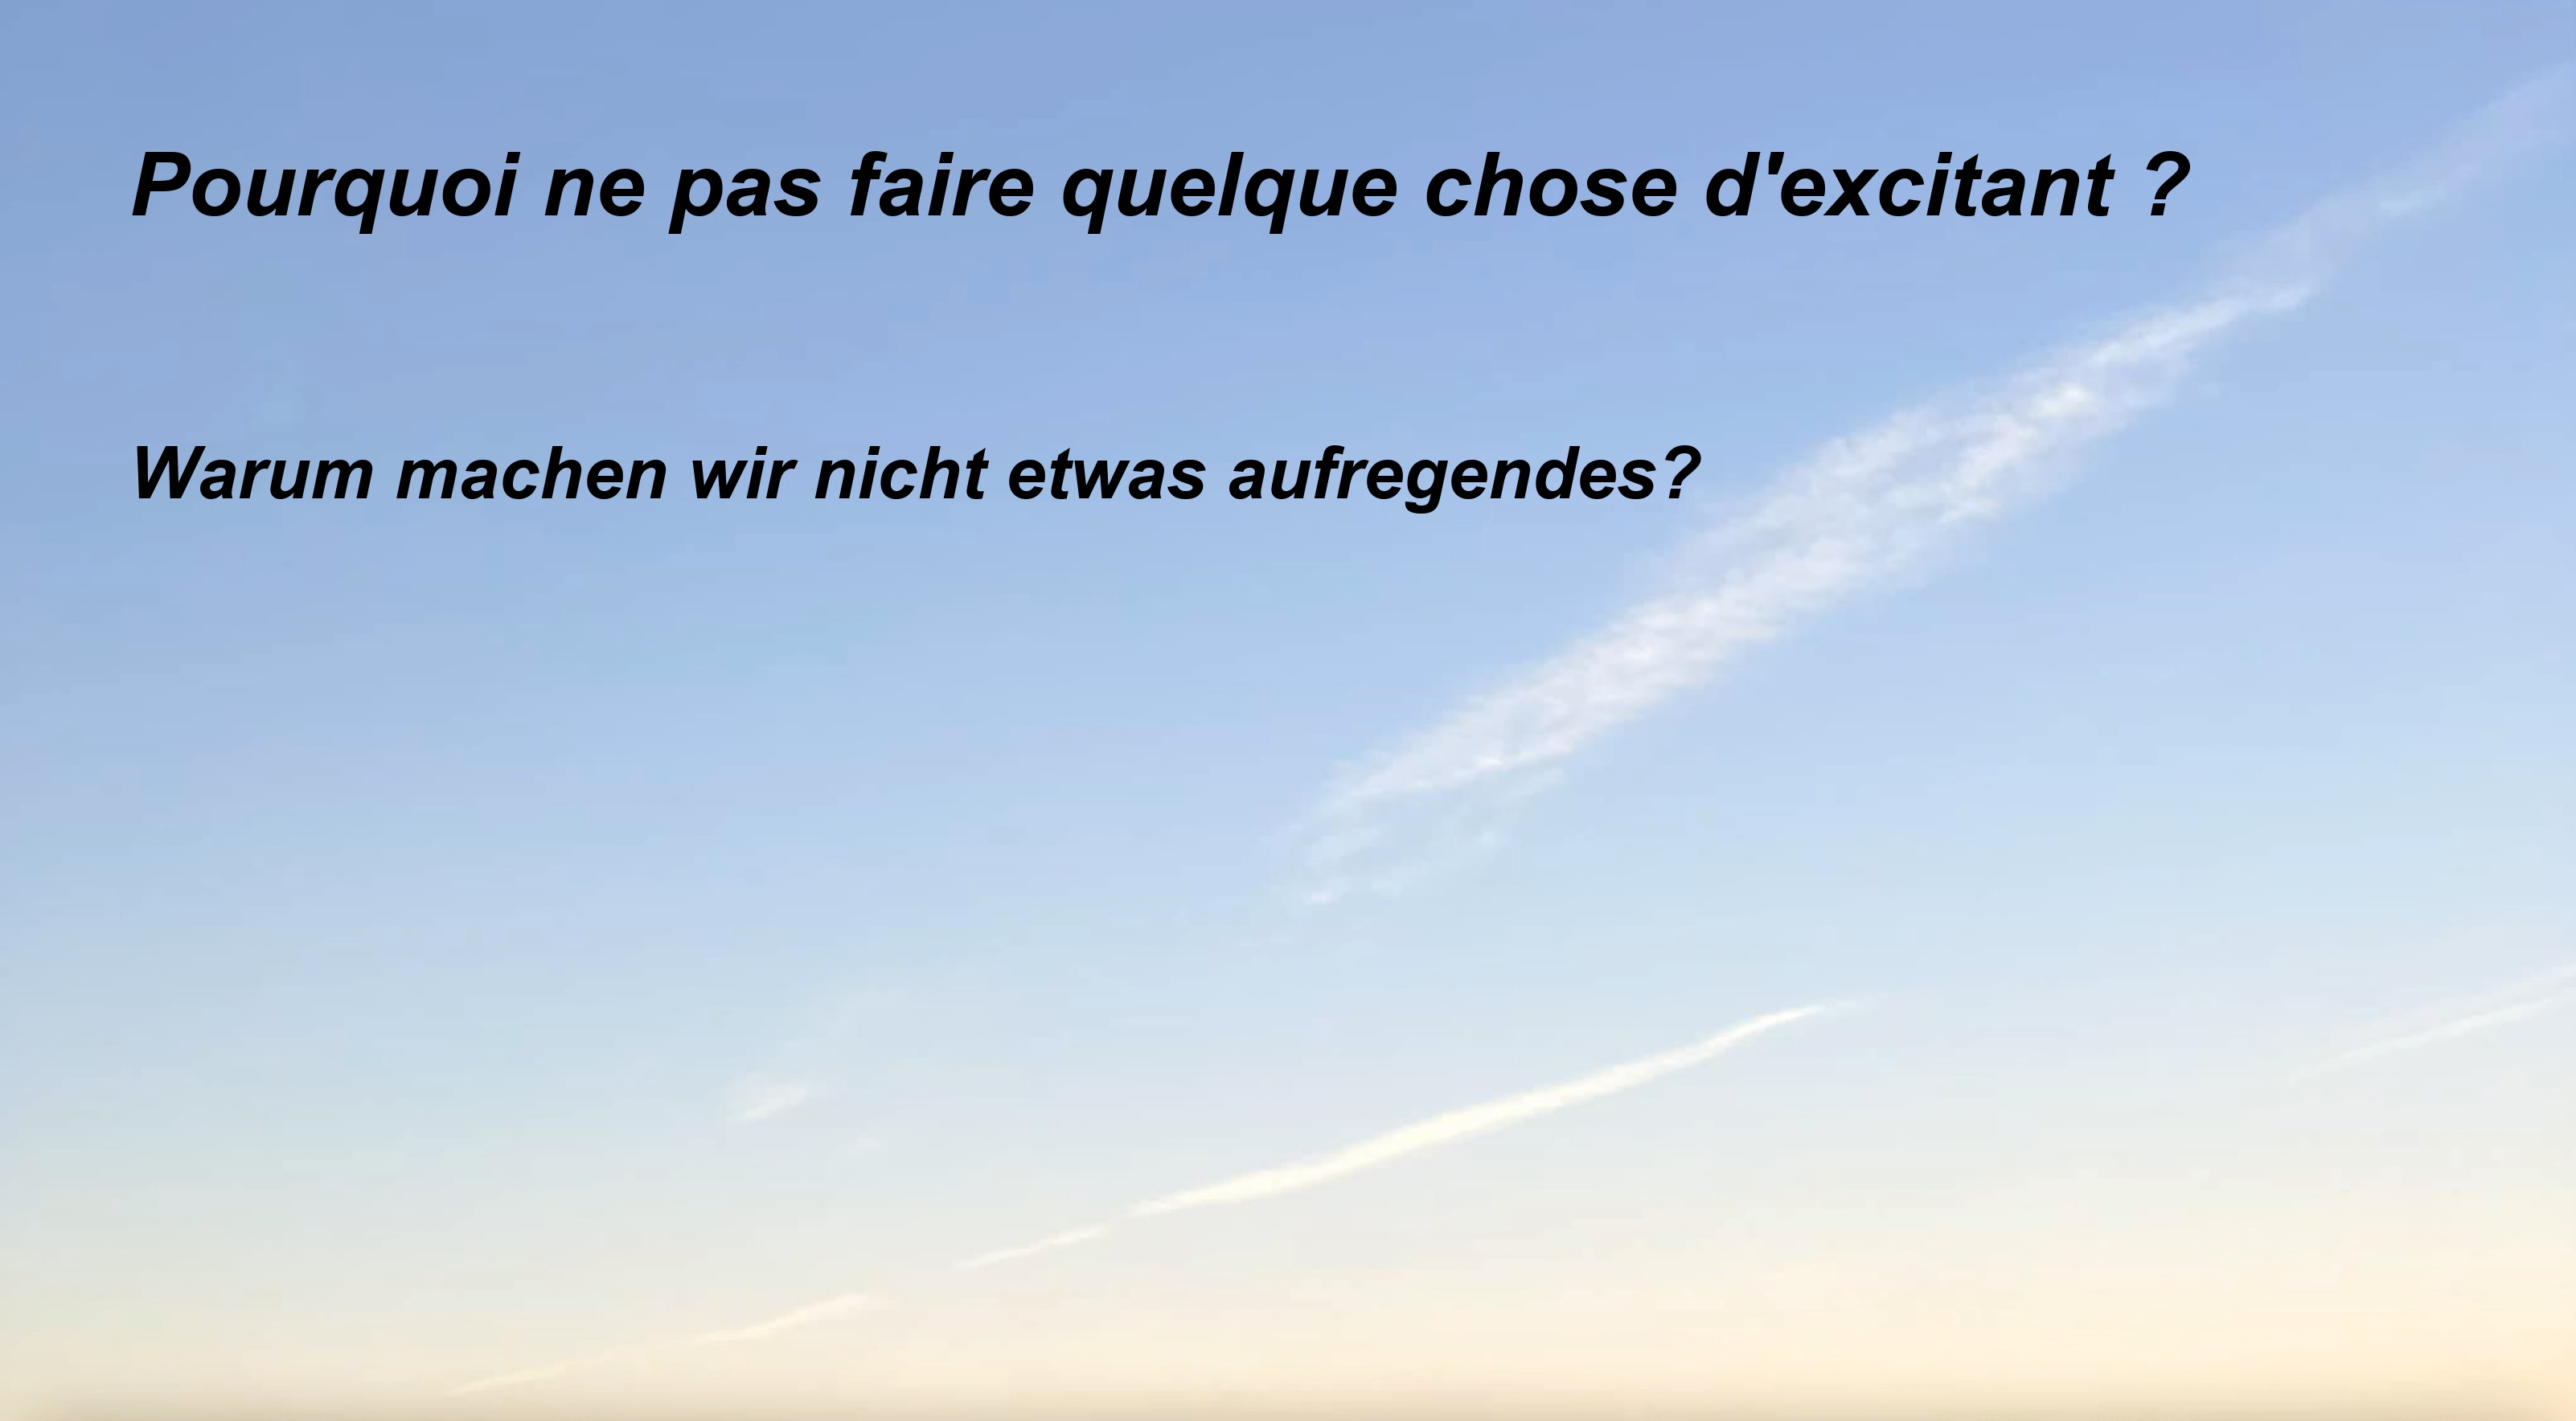 Pourquoi ne pas faire quelque chose d'excitant ?
Warum machen wir nicht etwas aufregendes?